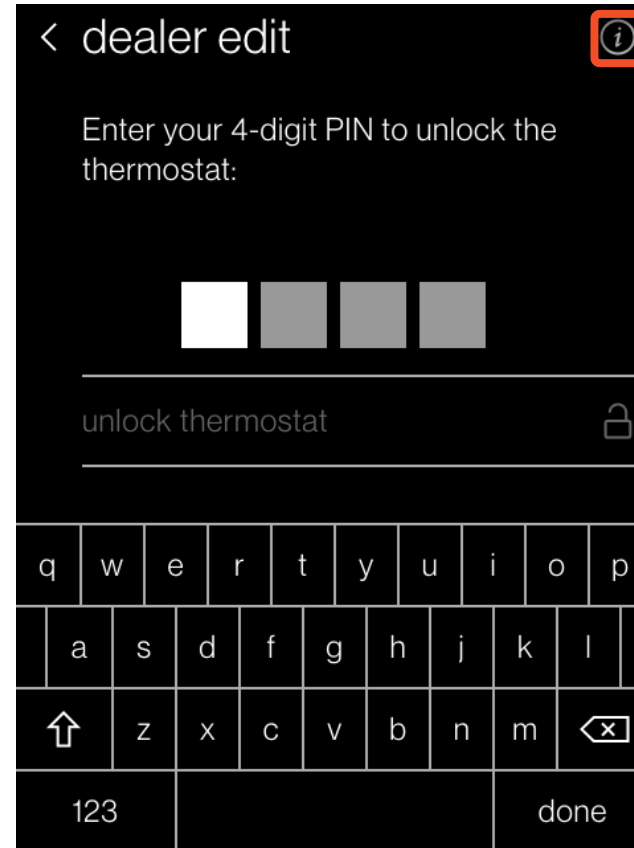 dealer edit
i
Enter your 4-digit PIN to unlock the
thermostat:
unlock thermostat
q w e r t y u i o p
a s d f g h j k l
z x c v b n m
123 done